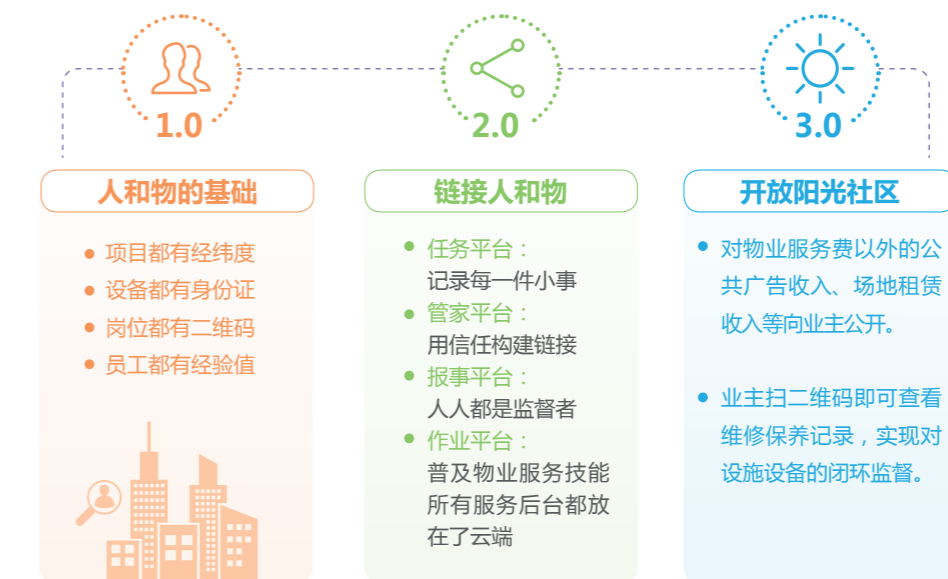 1.0
人和物的基础
项目都有经纬度
设备都有身份证
岗位都有二维码
员工都有经验值
2.0
链接人和物
任务平台：
记录每一件小事
管家平台：
用信任构建链接
报事平台：
人人都是监督者
作业平台：
普及物业服务技能
所有服务后台都放
在了云端
3.0
开放阳光社区
对物业服务费以外的公
共广告收入、场地租赁
收入等向业主公开。
业主扫二维码即可查看
维修保养记录，实现对
设施设备的闭环监督。